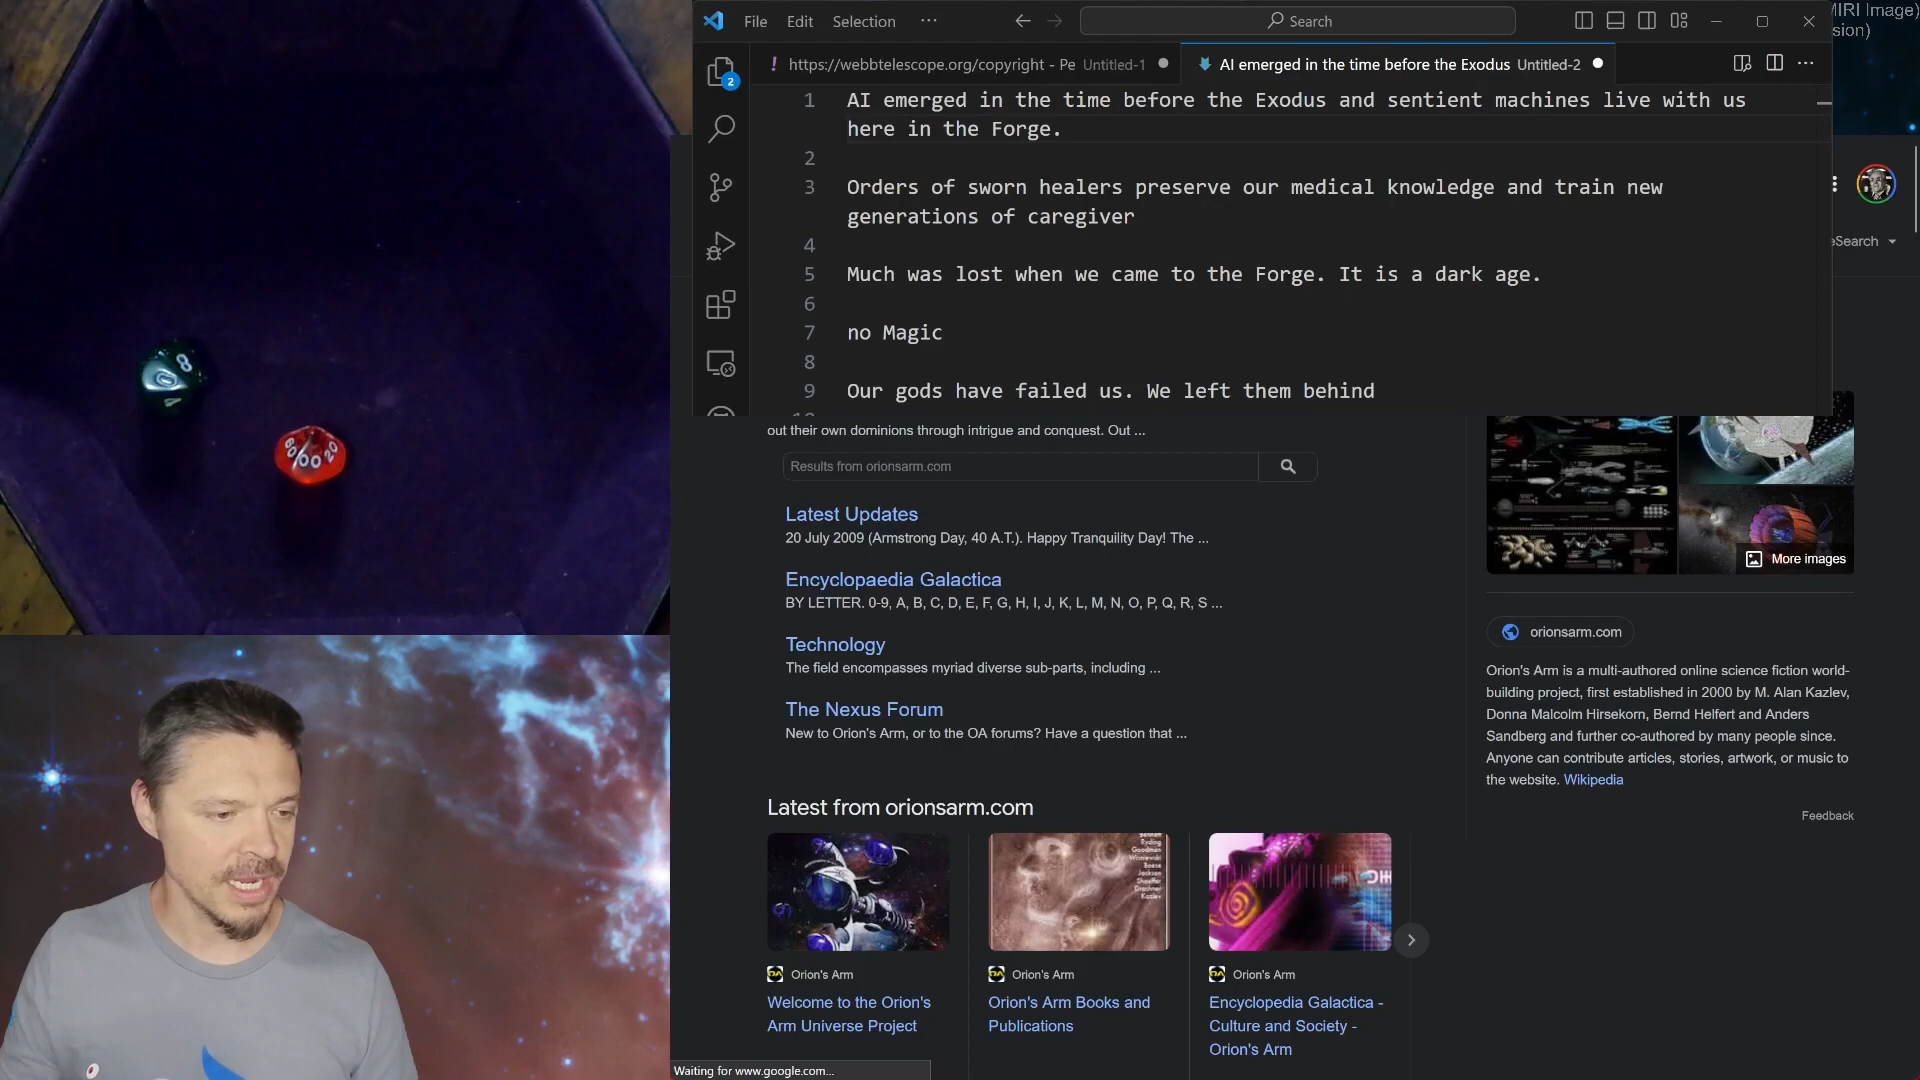 File Edit Selection ··· Search
MIRI Image)
sion)
! https://webbtelescope.org/copyright - Pe Untitled-1
AI emerged in the time before the Exodus Untitled-2
1 AI emerged in the time before the Exodus and sentient machines live with us
here in the Forge.
2
3 Orders of sworn healers preserve our medical knowledge and train new
generations of caregiver
4
5 Much was lost when we came to the Forge. It is a dark age.
6
7 no Magic
8
9 Our gods have failed us. We left them behind
2
eSearch
8
0
80
00
20
out their own dominions through intrigue and conquest. Out ...
Results from orionsarm.com
Latest Updates
20 July 2009 (Armstrong Day, 40 A.T.). Happy Tranquility Day! The ...
Encyclopaedia Galactica
BY LETTER. 0-9, A, B, C, D, E, F, G, H, I, J, K, L, M, N, O, P, Q, R, S ...
Technology
The field encompasses myriad diverse sub-parts, including ...
The Nexus Forum
New to Orion's Arm, or to the OA forums? Have a question that ...
More images
orionsarm.com
Orion's Arm is a multi-authored online science fiction world-
building project, first established in 2000 by M. Alan Kazlev,
Donna Malcolm Hirsekorn, Bernd Helfert and Anders
Sandberg and further co-authored by many people since.
Anyone can contribute articles, stories, artwork, or music to
the website. Wikipedia
Feedback
Latest from orionsarm.com
Orion's Arm
Welcome to the Orion's
Arm Universe Project
Orion's Arm
Orion's Arm Books and
Publications
Orion's Arm
Encyclopedia Galactica -
Culture and Society -
Orion's Arm
Waiting for www.google.com...